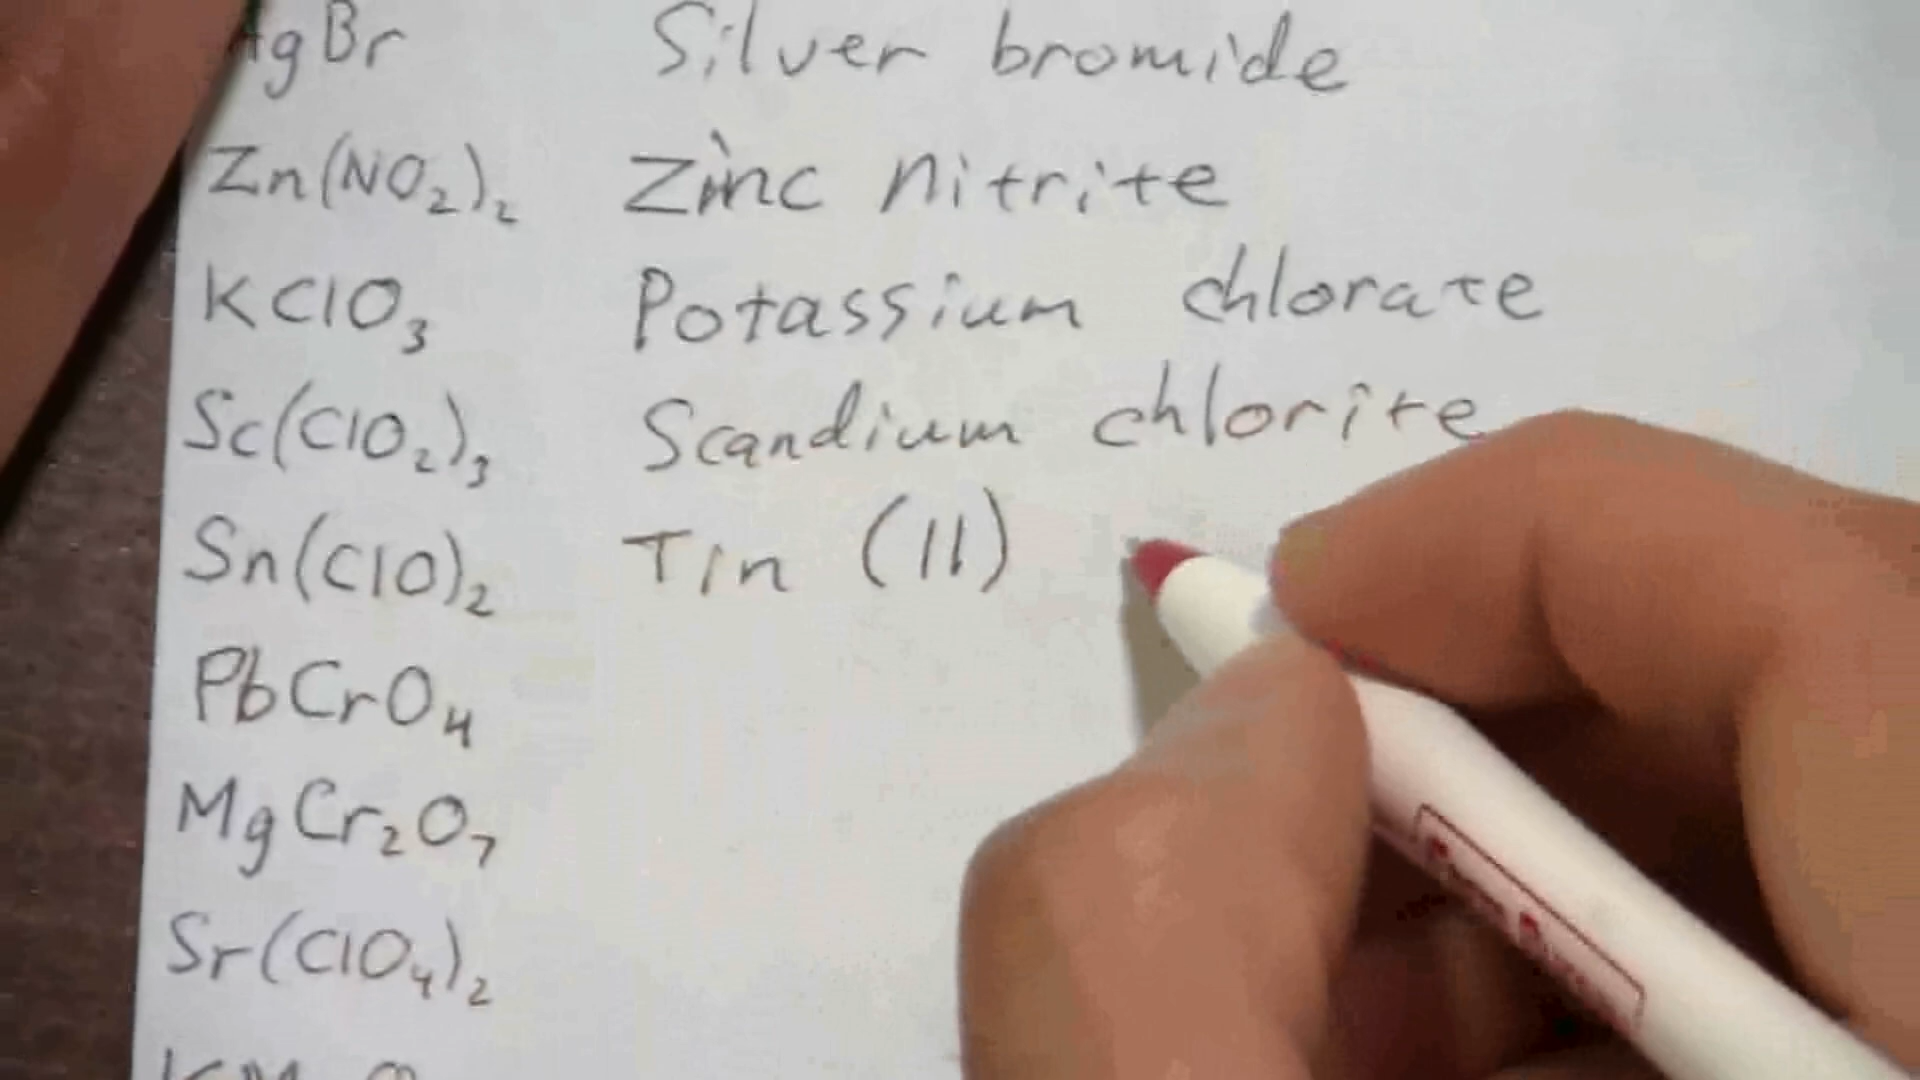 AgBr Silver bromide
Zn(NO₂)₂ Zinc nitrite
KClO₃ Potassium chlorate
Sc(ClO₂)₃ Scandium chlorite
Sn(ClO)₂ Tin (II)
PbCrO₄
MgCr₂O₇
Sr(ClO₄)₂